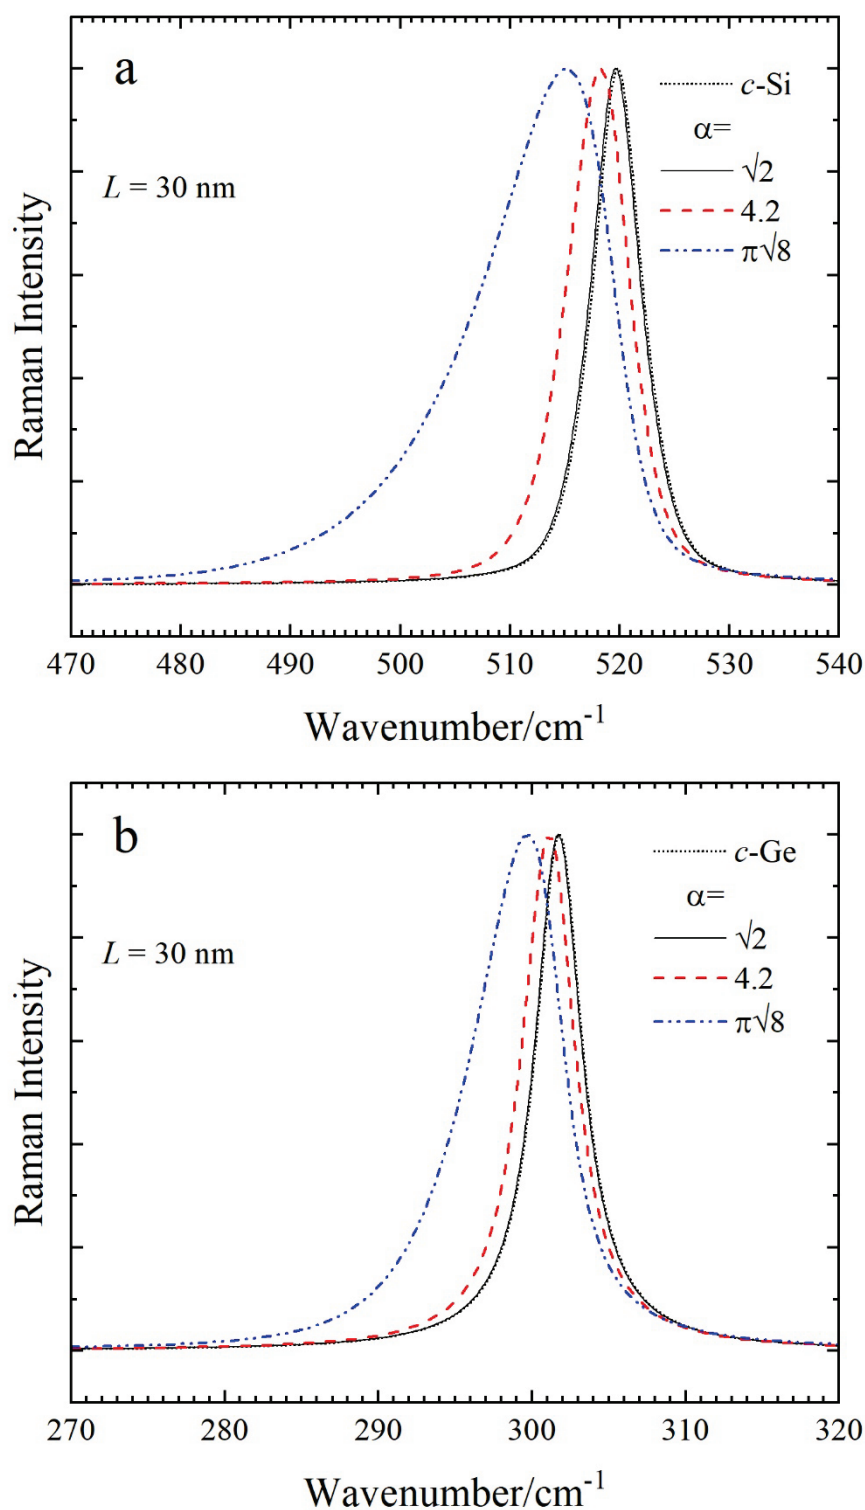 a
c-Si
α=
√2
4.2
π√8
L = 30 nm
Raman Intensity
470 480 490 500 510 520 530 540
Wavenumber/cm-1
b
c-Ge
α=
√2
4.2
π√8
L = 30 nm
Raman Intensity
270 280 290 300 310 320
Wavenumber/cm-1